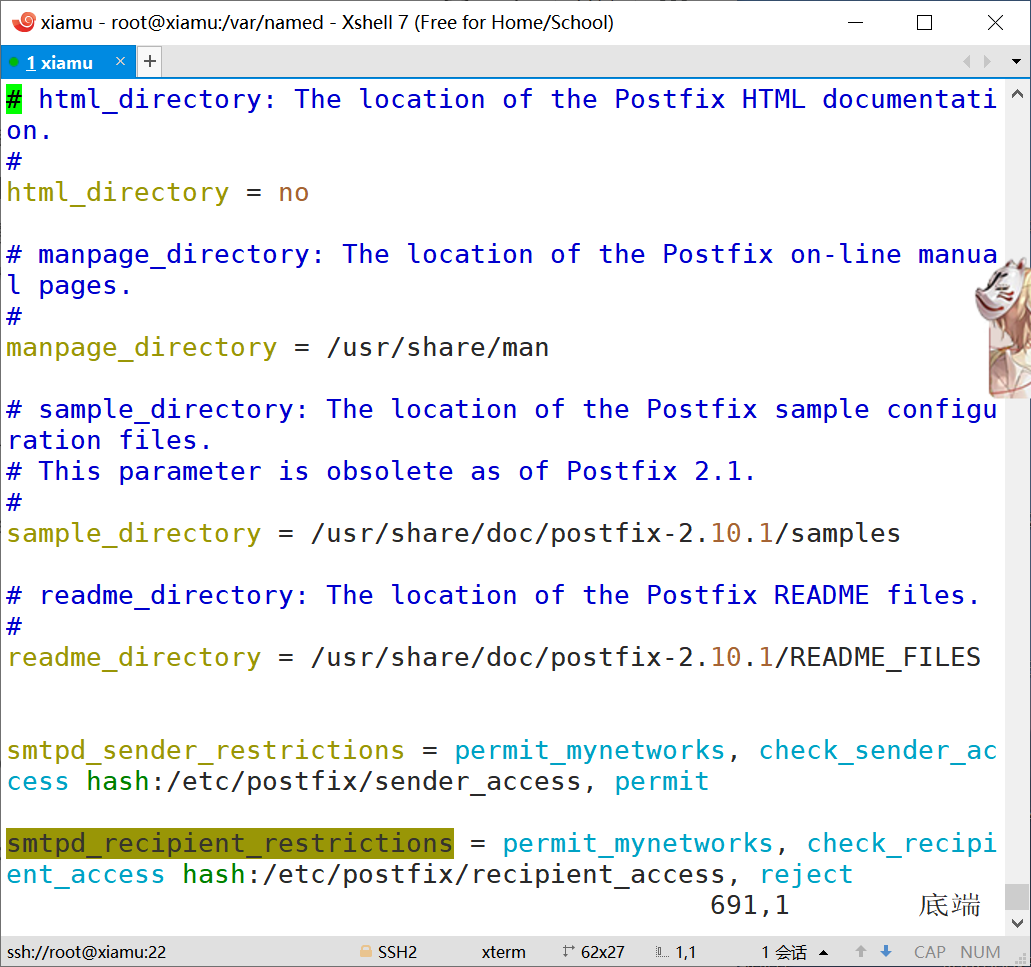 xiamu - root@xiamu:/var/named - Xshell 7 (Free for Home/School)
1 xiamu × +
# html_directory: The location of the Postfix HTML documentati
on.
#
html_directory = no
# manpage_directory: The location of the Postfix on-line manua
l pages.
#
manpage_directory = /usr/share/man
# sample_directory: The location of the Postfix sample configu
ration files.
# This parameter is obsolete as of Postfix 2.1.
#
sample_directory = /usr/share/doc/postfix-2.10.1/samples
# readme_directory: The location of the Postfix README files.
#
readme_directory = /usr/share/doc/postfix-2.10.1/README_FILES
smtpd_sender_restrictions = permit_mynetworks, check_sender_ac
cess hash:/etc/postfix/sender_access, permit
smtpd_recipient_restrictions = permit_mynetworks, check_recipi
ent_access hash:/etc/postfix/recipient_access, reject
691,1 底端
ssh://root@xiamu:22 SSH2 xterm 62x27 1,1 1 会话 CAP NUM